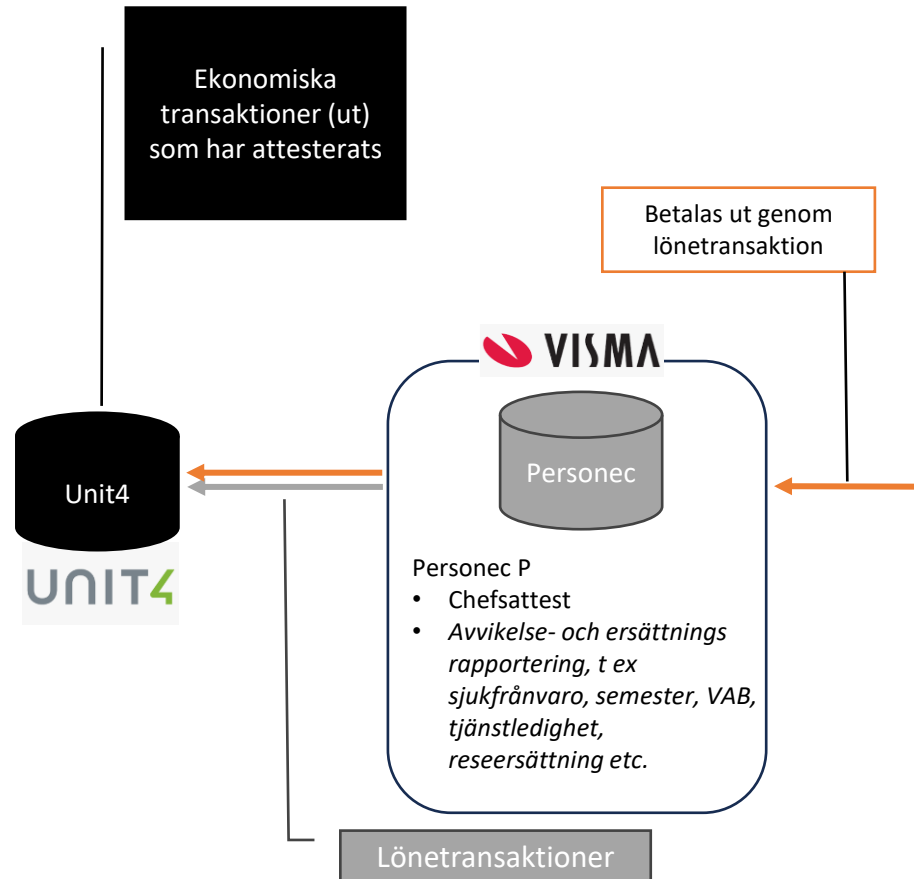 Ekonomiska
transaktioner (ut)
som har attesterats
Betalas ut genom
lönetransaktion
VISMA
Personec
Unit4
UNIT4
Personec P
• Chefsattest
• Avvikelse- och ersättnings
rapportering, t ex
sjukfrånvaro, semester, VAB,
tjänstledighet,
reseersättning etc.
Lönetransaktioner